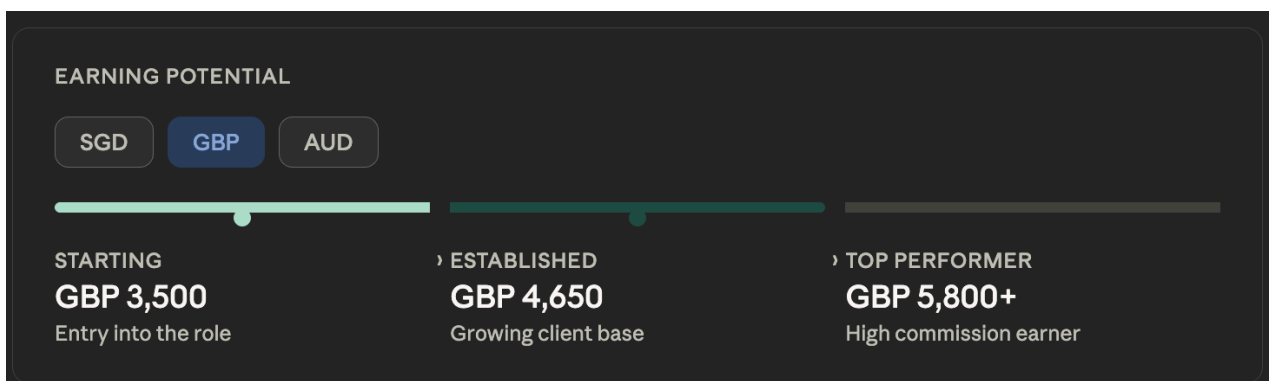 EARNING POTENTIAL
SGD GBP AUD
STARTING › ESTABLISHED › TOP PERFORMER
GBP 3,500 GBP 4,650 GBP 5,800+
Entry into the role Growing client base High commission earner